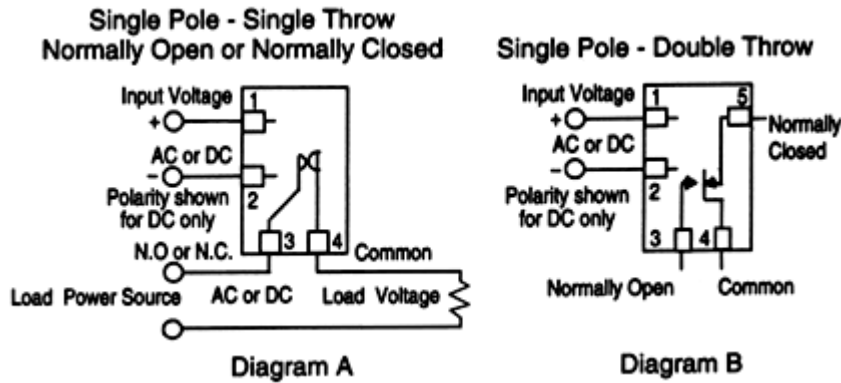 Single Pole - Single Throw
Normally Open or Normally Closed
Input Voltage
1
+
AC or DC
-
2
Polarity shown
for DC only
N.O or N.C.
3
4
Common
Load Power Source
AC or DC
Load Voltage
Diagram A
Single Pole - Double Throw
Input Voltage
1
5
+
Normally
Closed
AC or DC
-
2
Polarity shown
for DC only
3
4
Normally Open
Common
Diagram B